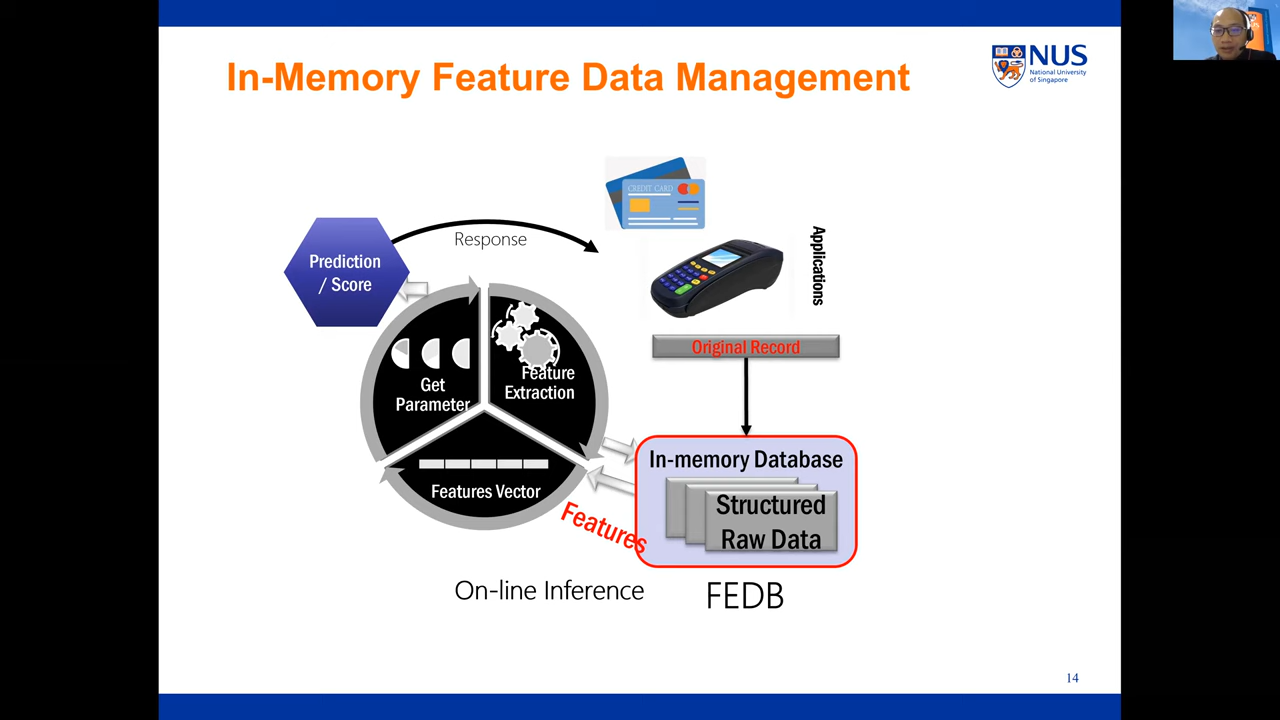 In-Memory Feature Data Management
NUS
National University
of Singapore
CREDIT CARD
Response
Prediction
/ Score
Applications
Original Record
Feature
Extraction
Get
Parameter
Features Vector
Features
In-memory Database
Structured
Raw Data
On-line Inference
FEDB
14